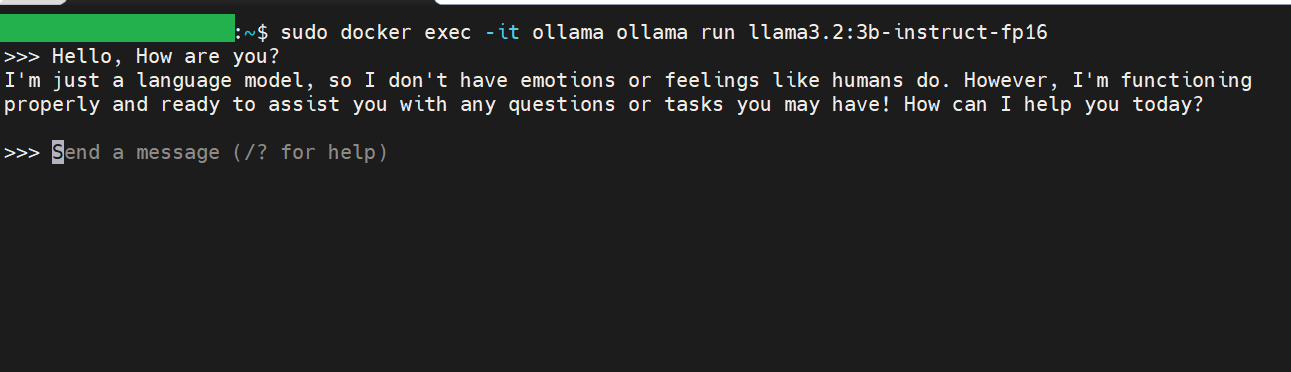 :~$ sudo docker exec -it ollama ollama run llama3.2:3b-instruct-fp16
>>> Hello, How are you?
I'm just a language model, so I don't have emotions or feelings like humans do. However, I'm functioning
properly and ready to assist you with any questions or tasks you may have! How can I help you today?
>>> Send a message (/? for help)